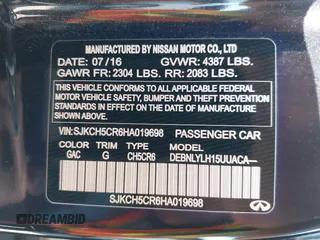 MANUFACTURED BY NISSAN MOTOR CO., LTD
DATE: 07/16 GVWR: 4387 LBS.
GAWR FR: 2304 LBS. RR: 2083 LBS.
THIS VEHICLE CONFORMS TO ALL APPLICABLE FEDERAL MOTOR VEHICLE SAFETY, BUMPER, AND THEFT PREVENTION STANDARDS IN EFFECT ON THE DATE OF MANUFACTURE SHOWN ABOVE.
VIN:SJKCH5CR6HA019698 PASSENGER CAR
COLOR TRIM MODEL
GAC G CH5CR6 DEBNLYLH15UUACA—
SJKCH5CR6HA019698
INFINITI
DREAMBID